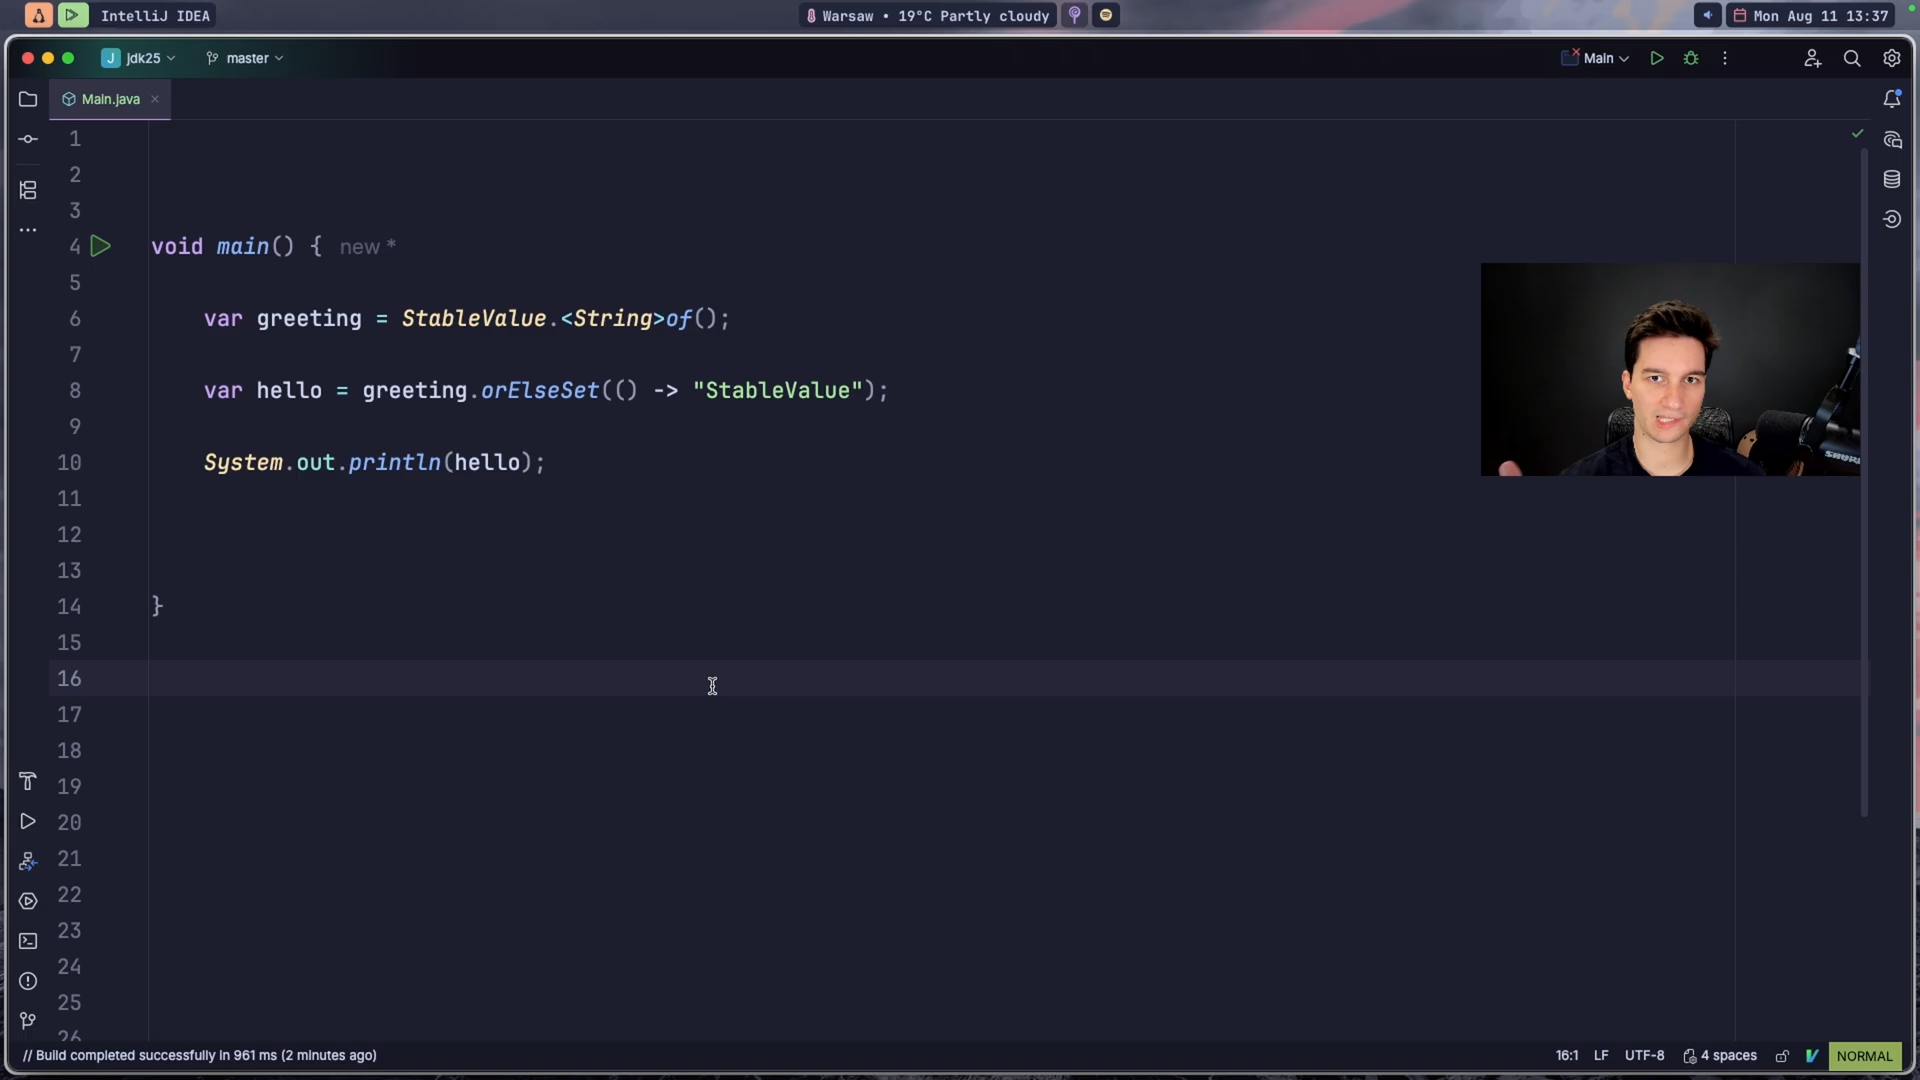 IntelliJ IDEA
Warsaw • 19°C Partly cloudy
Mon Aug 11 13:37
J jdk25
master
Main
Main.java
1
2
3
4 void main() { new *
5
6 var greeting = StableValue.<String>of();
7
8 var hello = greeting.orElseSet(() -> "StableValue");
9
10 System.out.println(hello);
11
12
13
14 }
15
16
17
18
19
20
21
22
23
24
25
26
// Build completed successfully in 961 ms (2 minutes ago)
16:1 LF UTF-8 4 spaces NORMAL